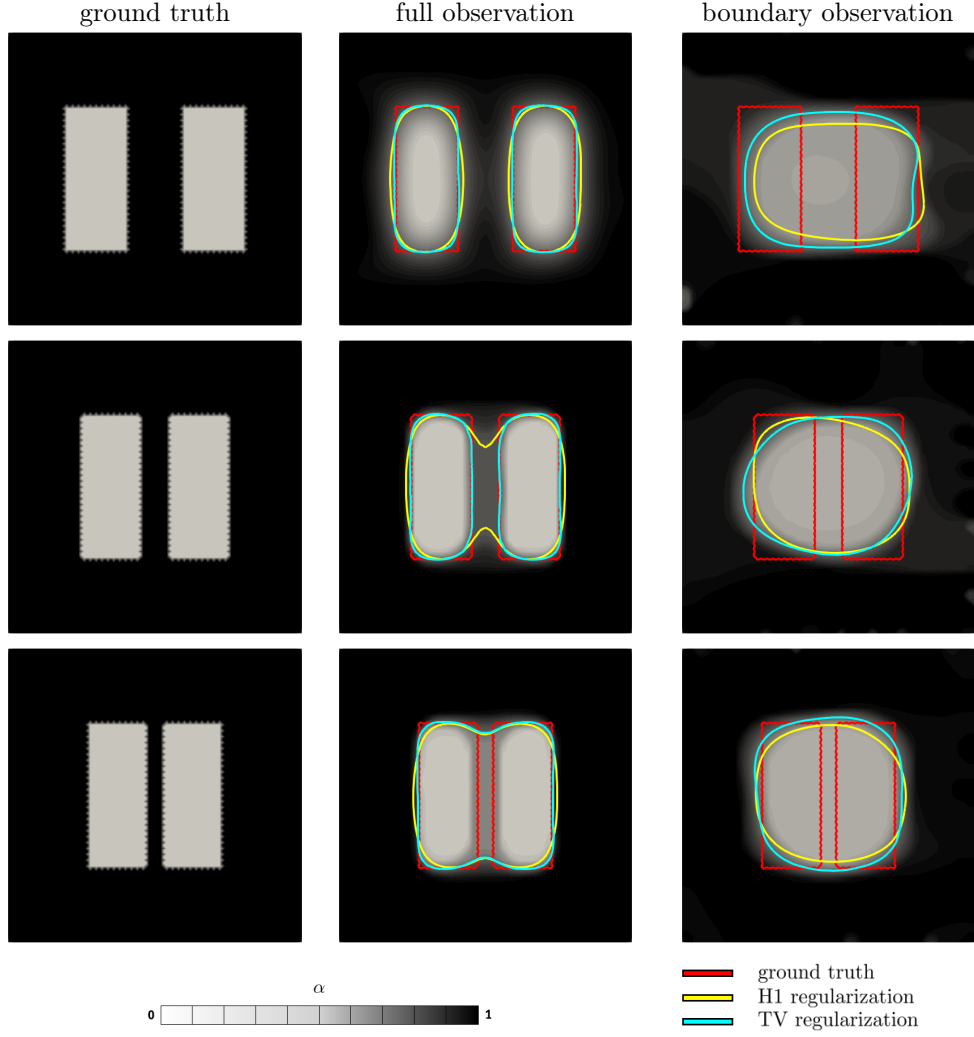 ground truth
full observation
boundary observation
α
0
1
ground truth
H1 regularization
TV regularization